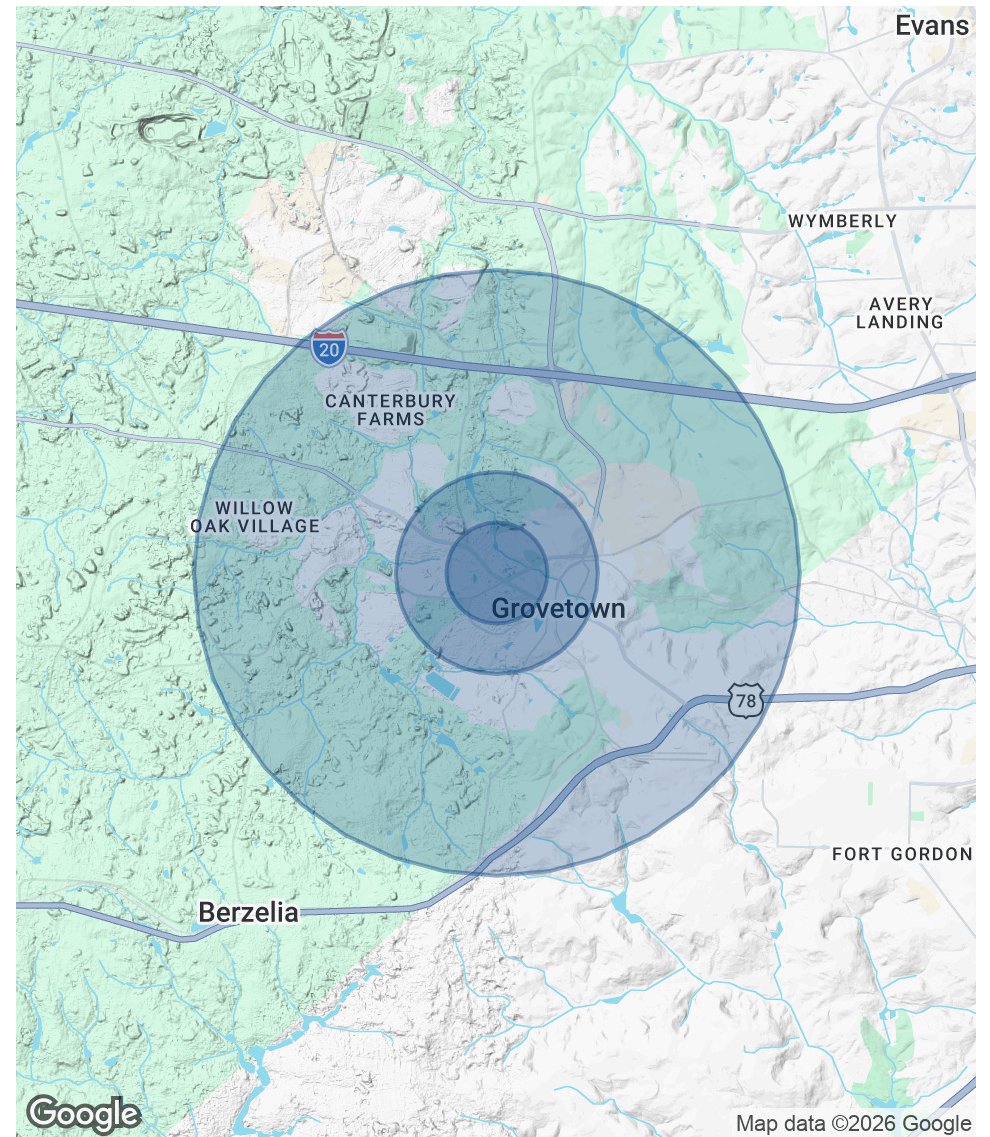 Evans
WYMBERLY
AVERY
LANDING
20
CANTERBURY
FARMS
WILLOW
OAK VILLAGE
Grovetown
78
FORT GORDON
Berzelia
Google
Map data ©2026 Google